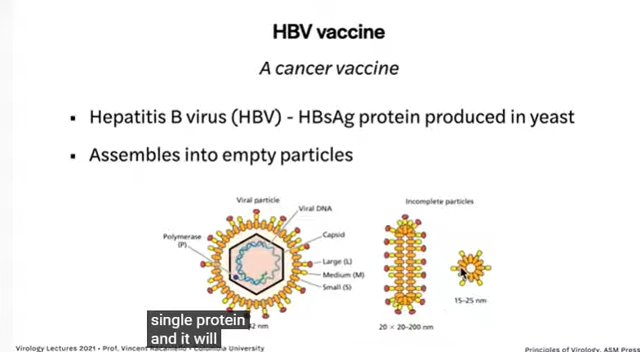 HBV vaccine
A cancer vaccine
▪ Hepatitis B virus (HBV) - HBsAg protein produced in yeast
▪ Assembles into empty particles
Viral particle
Incomplete particles
Viral DNA
Polymerase
(P)
Capsid
Large (L)
Medium (M)
Small (S)
15-25 nm
42 nm
20 × 20-200 nm
single protein
and it will
Virology Lectures 2021 • Prof. Vincent Racaniello • Columbia University
Principles of Virology, ASM Press